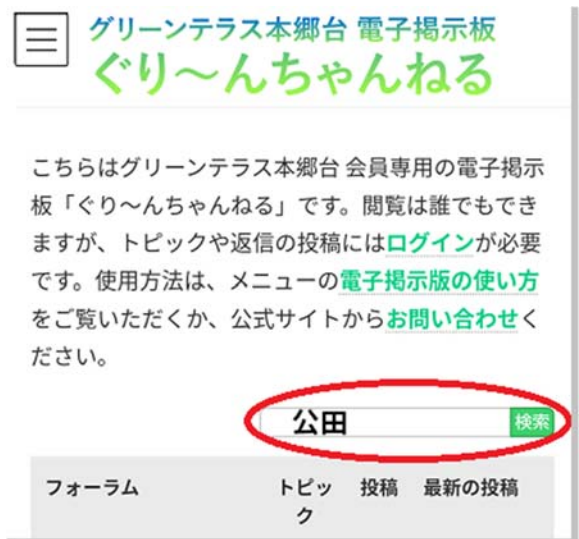 グリーンテラス本郷台 電子掲示板
ぐり～んちゃんねる
こちらはグリーンテラス本郷台 会員専用の電子掲示
板「ぐり～んちゃんねる」です。閲覧は誰でもでき
ますが、トピックや返信の投稿にはログインが必要
です。使用方法は、メニューの電子掲示版の使い方
をご覧いただくか、公式サイトからお問い合わせく
ださい。
公田 検索
フォーラム トピッ 投稿 最新の投稿
ク